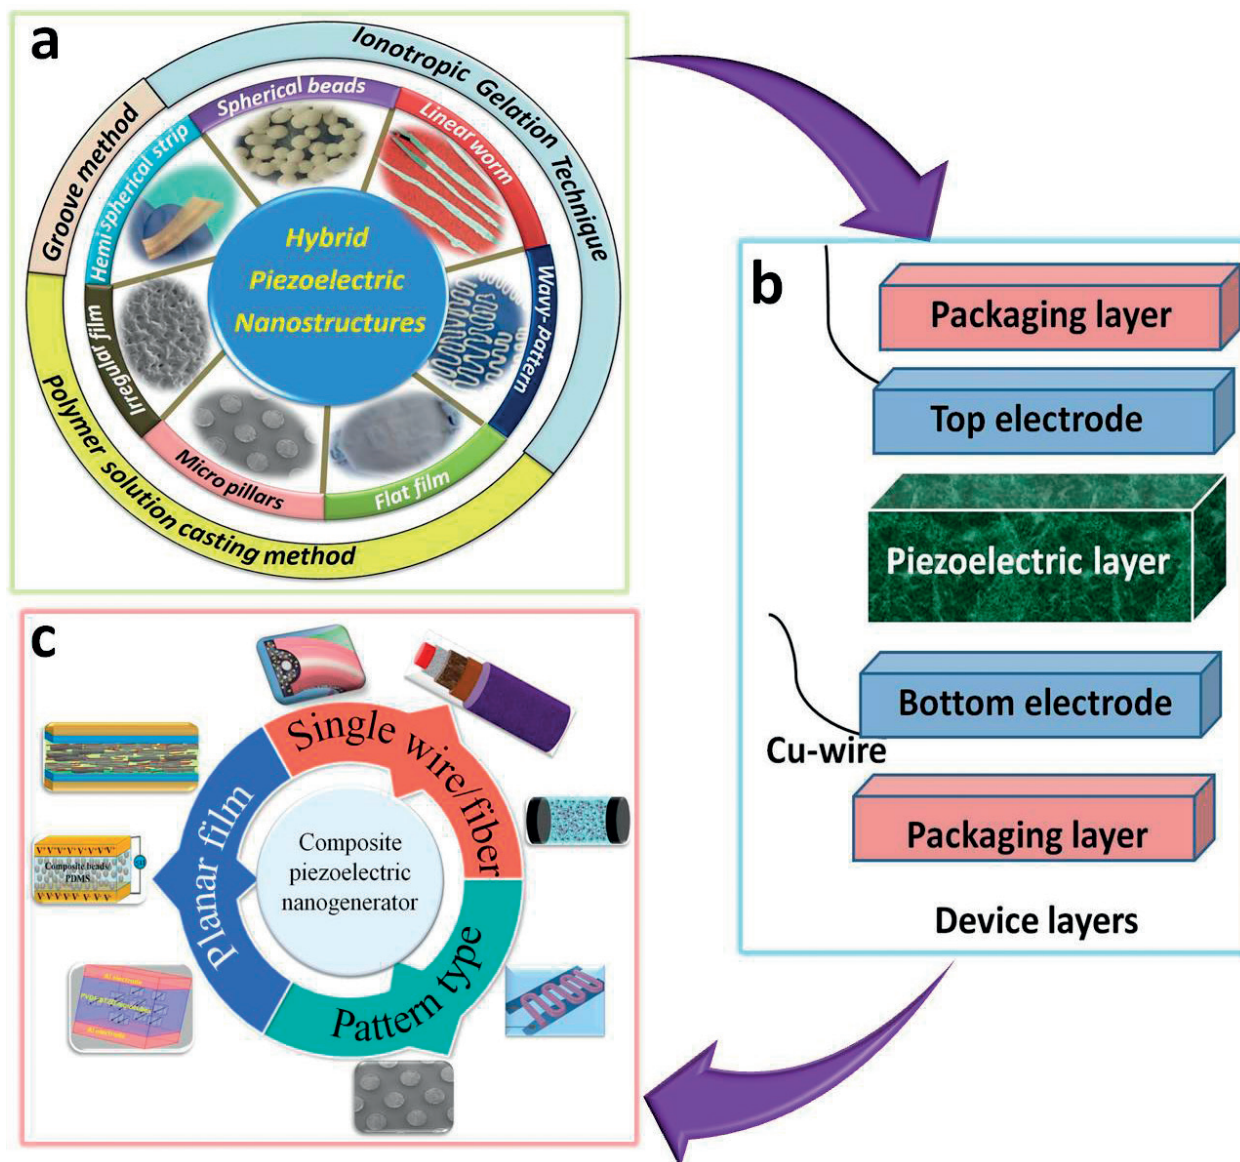 a
Ionotropic Gelation Technique
Groove method
Polymer solution casting method
Spherical beads
Linear worm
Wavy-pattern
Flat film
Micro pillars
Irregular film
Hemi spherical strip
Hybrid
Piezoelectric
Nanostructures
b
Packaging layer
Top electrode
Piezoelectric layer
Bottom electrode
Cu-wire
Packaging layer
Device layers
c
Single wire/fiber
Planar film
Pattern type
Composite
piezoelectric
nanogenerator
Composite beads/
PDMS